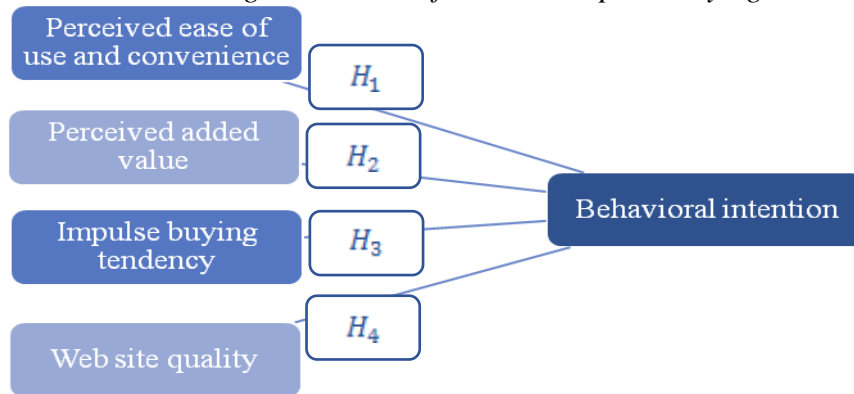 Perceived ease of
use and convenience
H₁
Perceived added
value
H₂
Impulse buying
tendency
H₃
Web site quality
H₄
Behavioral intention